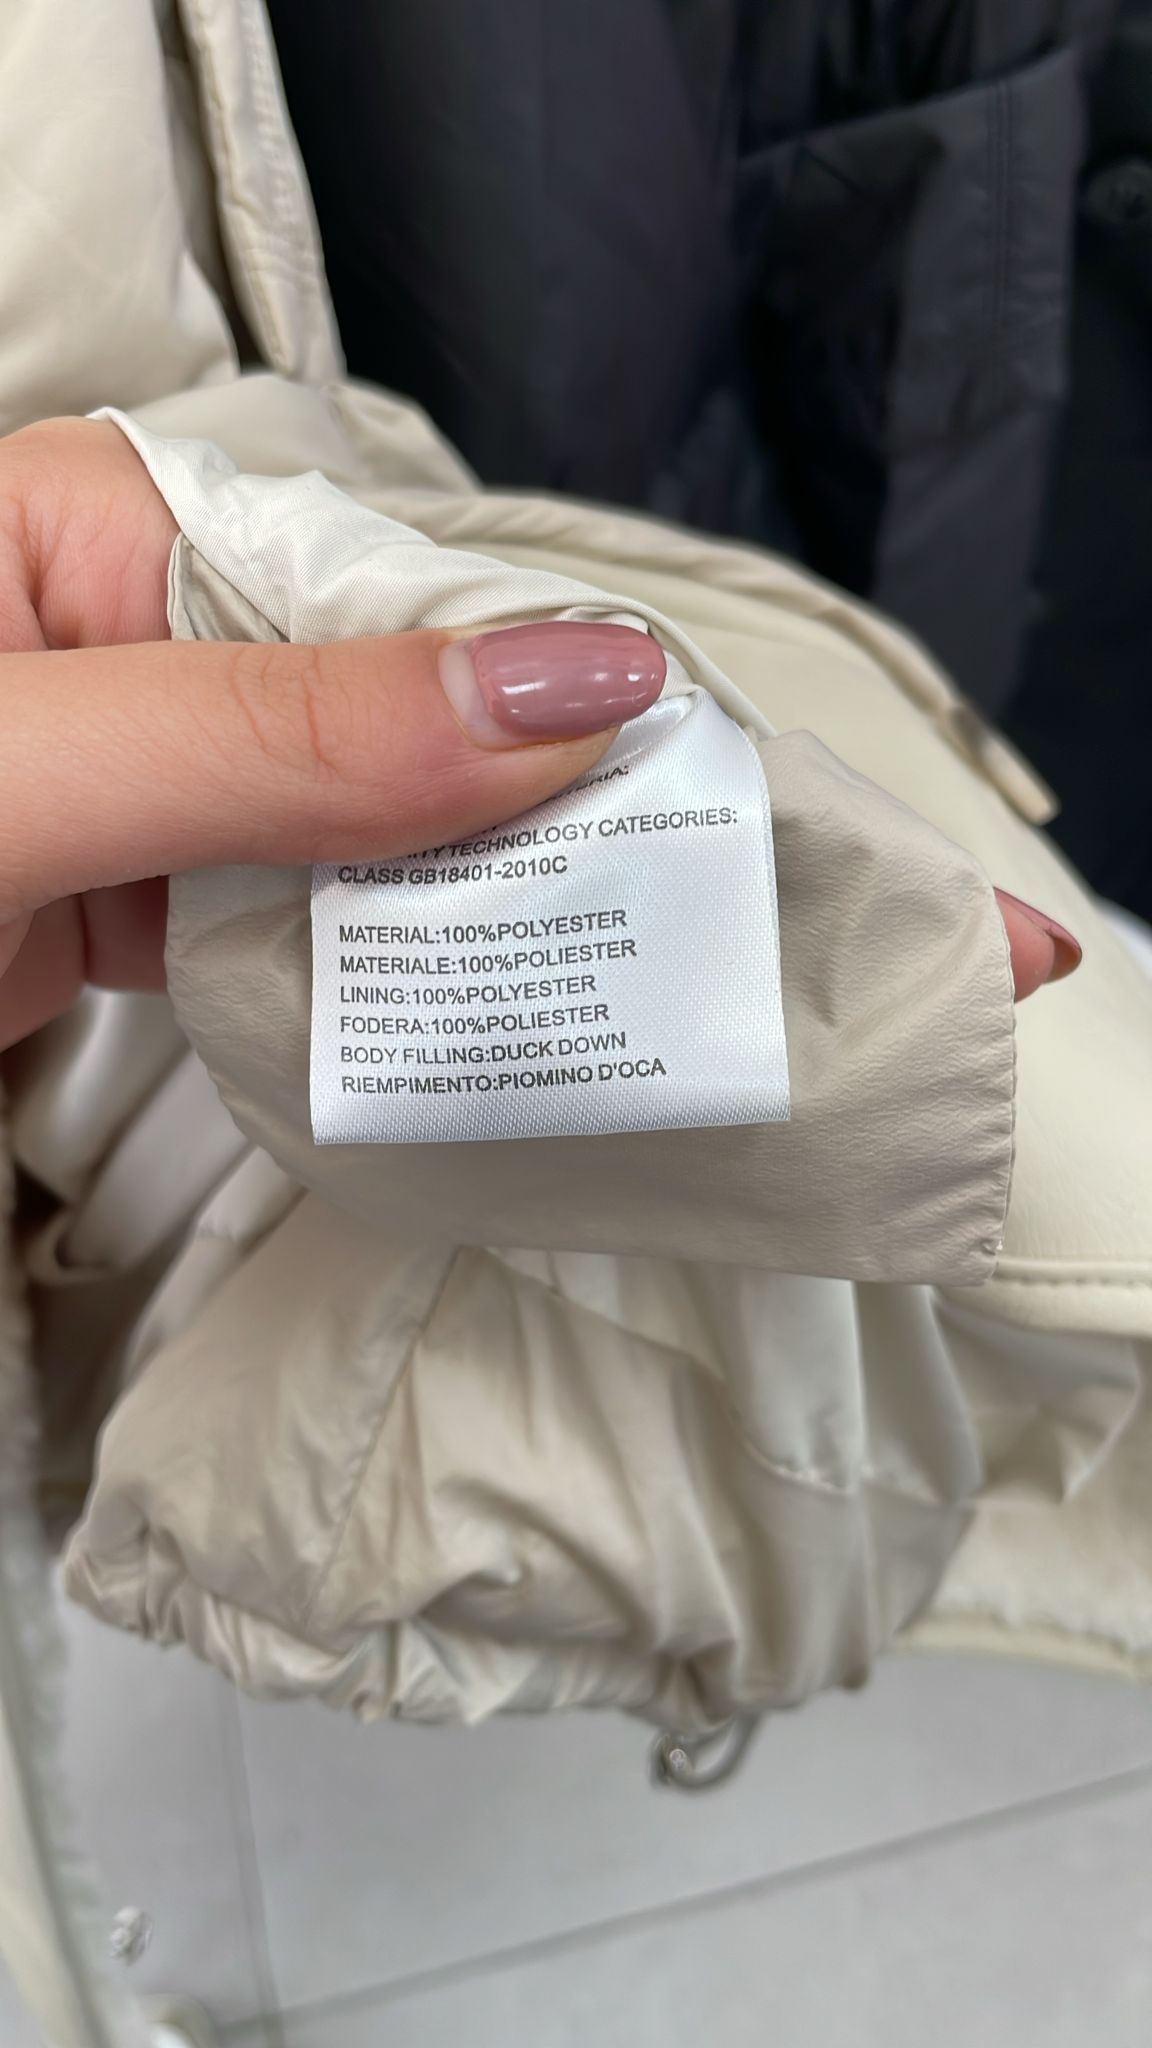 TECHNOLOGY CATEGORIES:
CLASS GB18401-2010C
MATERIAL:100%POLYESTER
MATERIALE:100%POLIESTER
LINING:100%POLYESTER
FODERA:100%POLIESTER
BODY FILLING:DUCK DOWN
RIEMPIMENTO:PIOMINO D'OCA